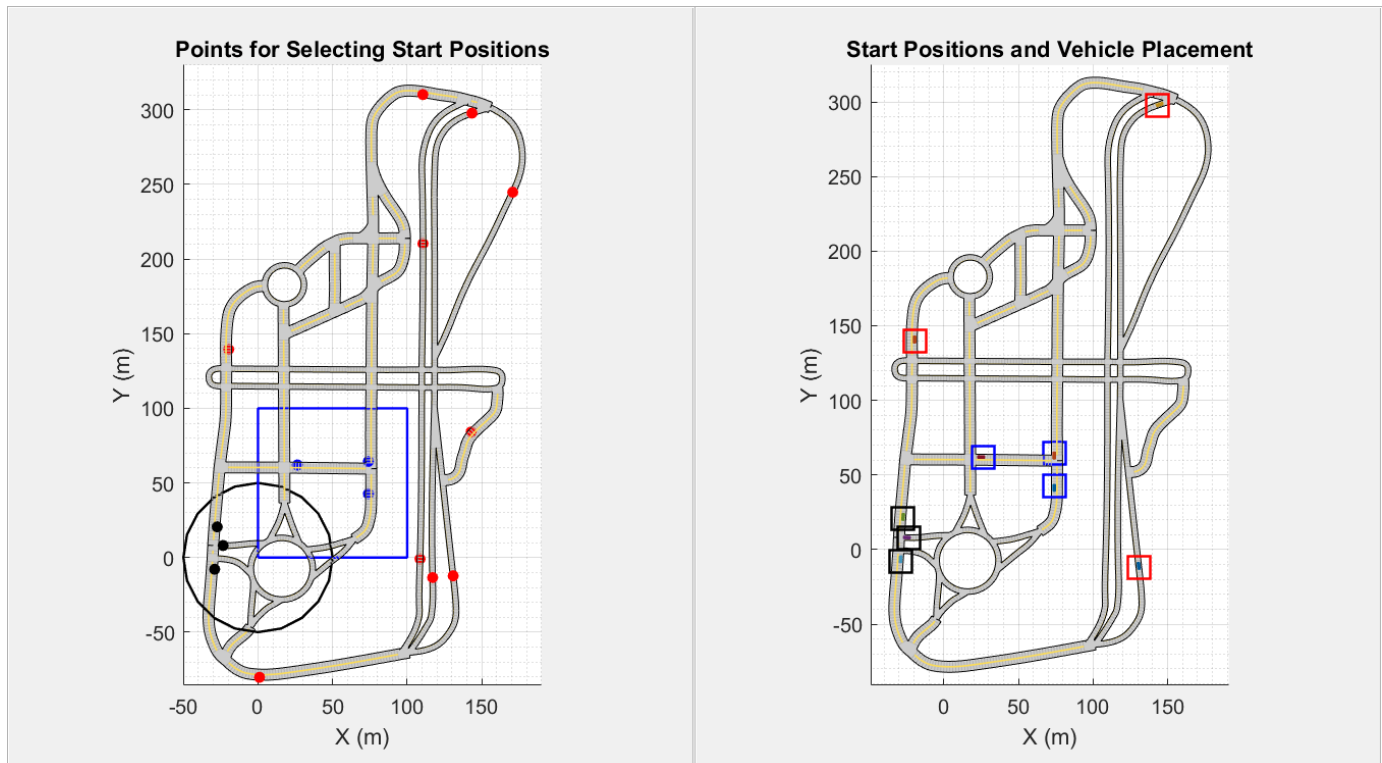 Points for Selecting Start Positions
300
250
200
150
100
50
0
-50
-50 0 50 100 150
X (m)
Y (m)
Start Positions and Vehicle Placement
300
250
200
150
100
50
0
-50
0 50 100 150
X (m)
Y (m)